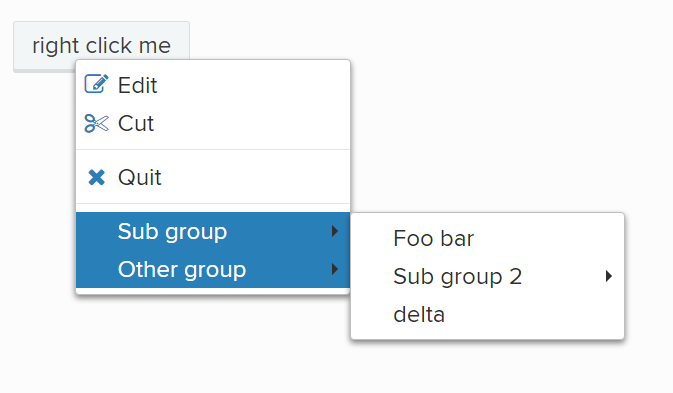 right click me
Edit
Cut
Quit
Sub group
Other group
Foo bar
Sub group 2
delta